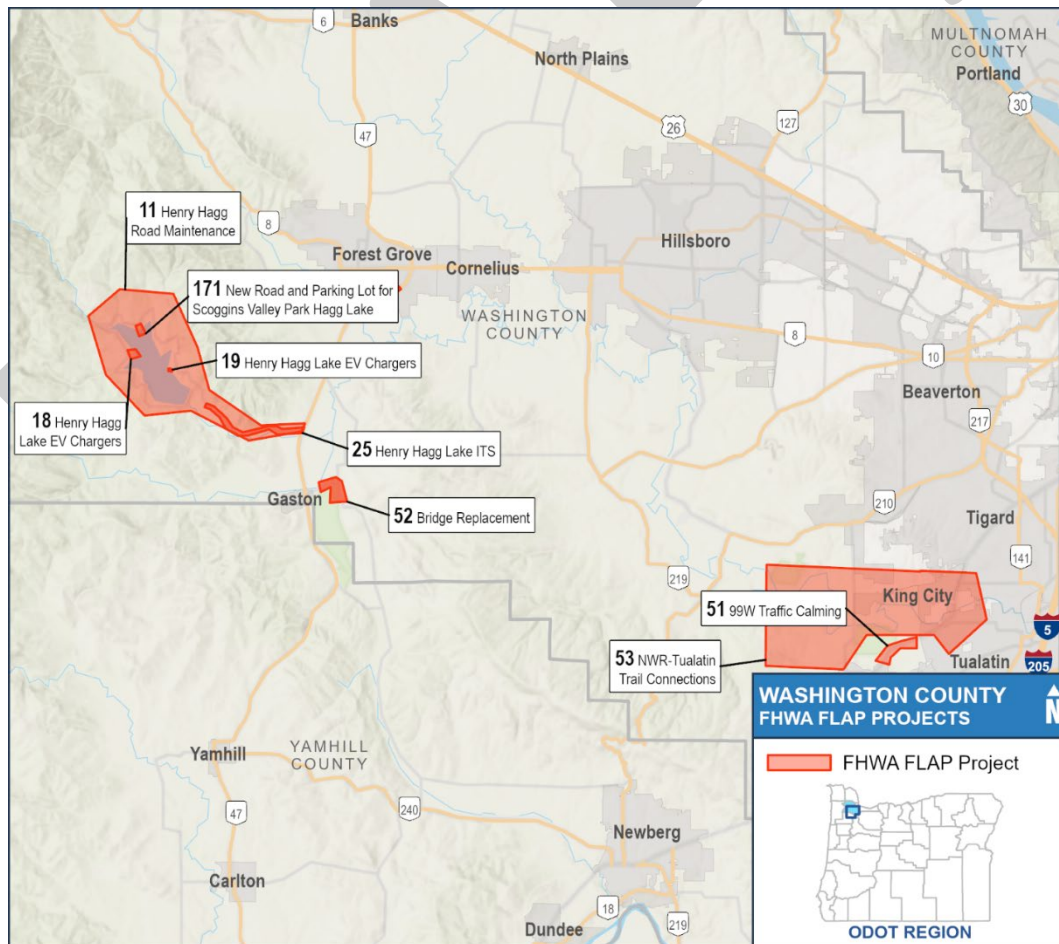 6
Banks
North Plains
MULTNOMAH
COUNTY
Portland
30
47
26
127
11 Henry Hagg
Road Maintenance
8
Forest Grove
Hillsboro
Cornelius
171 New Road and Parking Lot for
Scoggins Valley Park Hagg Lake
WASHINGTON
COUNTY
8
19 Henry Hagg Lake EV Chargers
10
Beaverton
18 Henry Hagg
Lake EV Chargers
217
25 Henry Hagg Lake ITS
Gaston
52 Bridge Replacement
210
Tigard
141
219
King City
51 99W Traffic Calming
5
53 NWR-Tualatin
Trail Connections
Tualatin
205
WASHINGTON COUNTY
FHWA FLAP PROJECTS
N
FHWA FLAP Project
Yamhill
YAMHILL
COUNTY
47
240
Newberg
Carlton
18
219
Dundee
ODOT REGION